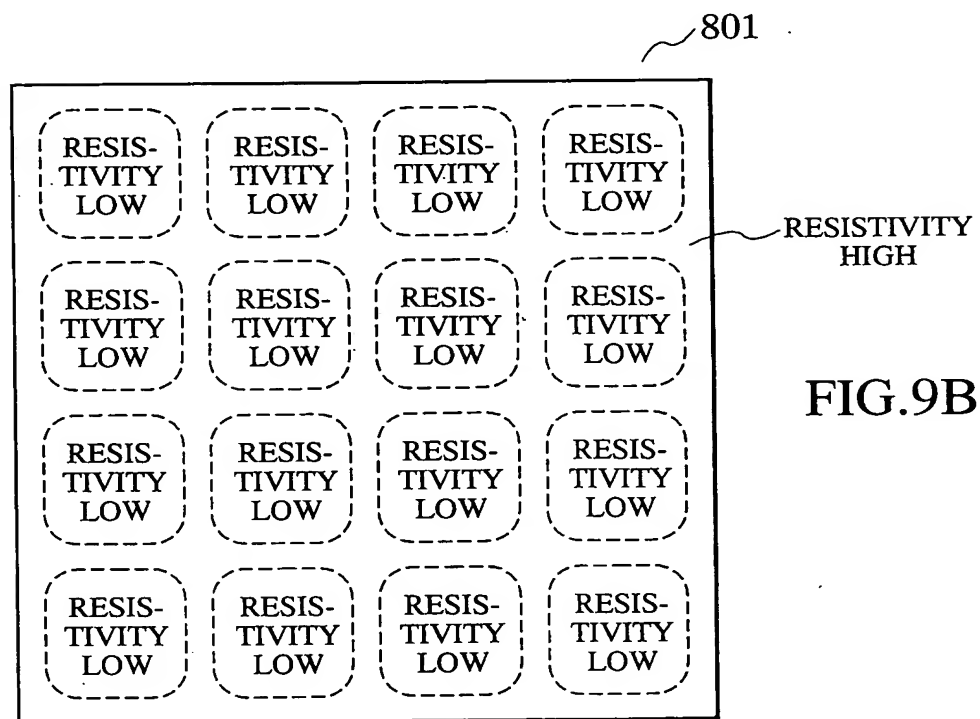 801
RESIS- RESIS- RESIS- RESIS-
TIVITY TIVITY TIVITY TIVITY
LOW LOW LOW LOW
RESISTIVITY
HIGH
RESIS- RESIS- RESIS- RESIS-
TIVITY TIVITY TIVITY TIVITY
LOW LOW LOW LOW
FIG.9B
RESIS- RESIS- RESIS- RESIS-
TIVITY TIVITY TIVITY TIVITY
LOW LOW LOW LOW
RESIS- RESIS- RESIS- RESIS-
TIVITY TIVITY TIVITY TIVITY
LOW LOW LOW LOW